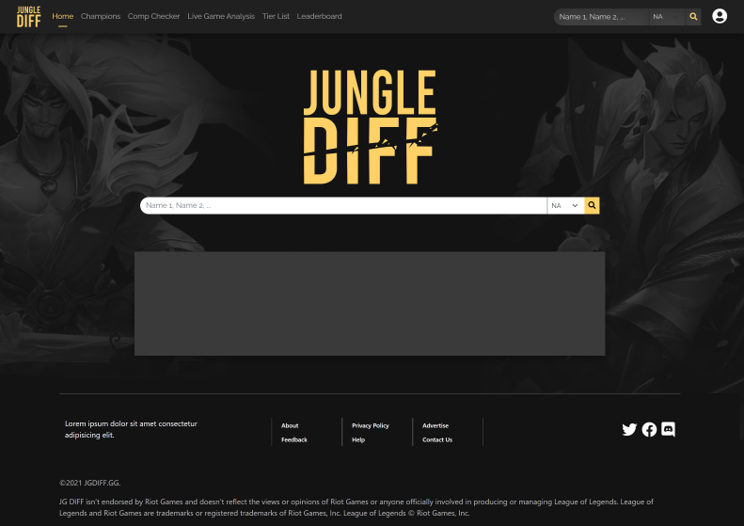 JUNGLE
DIFF
Home Champions Comp Checker Live Game Analysis Tier List Leaderboard
Name 1, Name 2, ...
NA
JUNGLE
DIFF
Name 1, Name 2, ...
NA
Lorem ipsum dolor sit amet consectetur
adipisicing elit.
About
Feedback
Privacy Policy
Help
Advertise
Contact Us
©2021 JGDIFF.GG.
JG DIFF isn't endorsed by Riot Games and doesn't reflect the views or opinions of Riot Games or anyone officially involved in producing or managing League of Legends. League of
Legends and Riot Games are trademarks or registered trademarks of Riot Games, Inc. League of Legends © Riot Games, Inc.